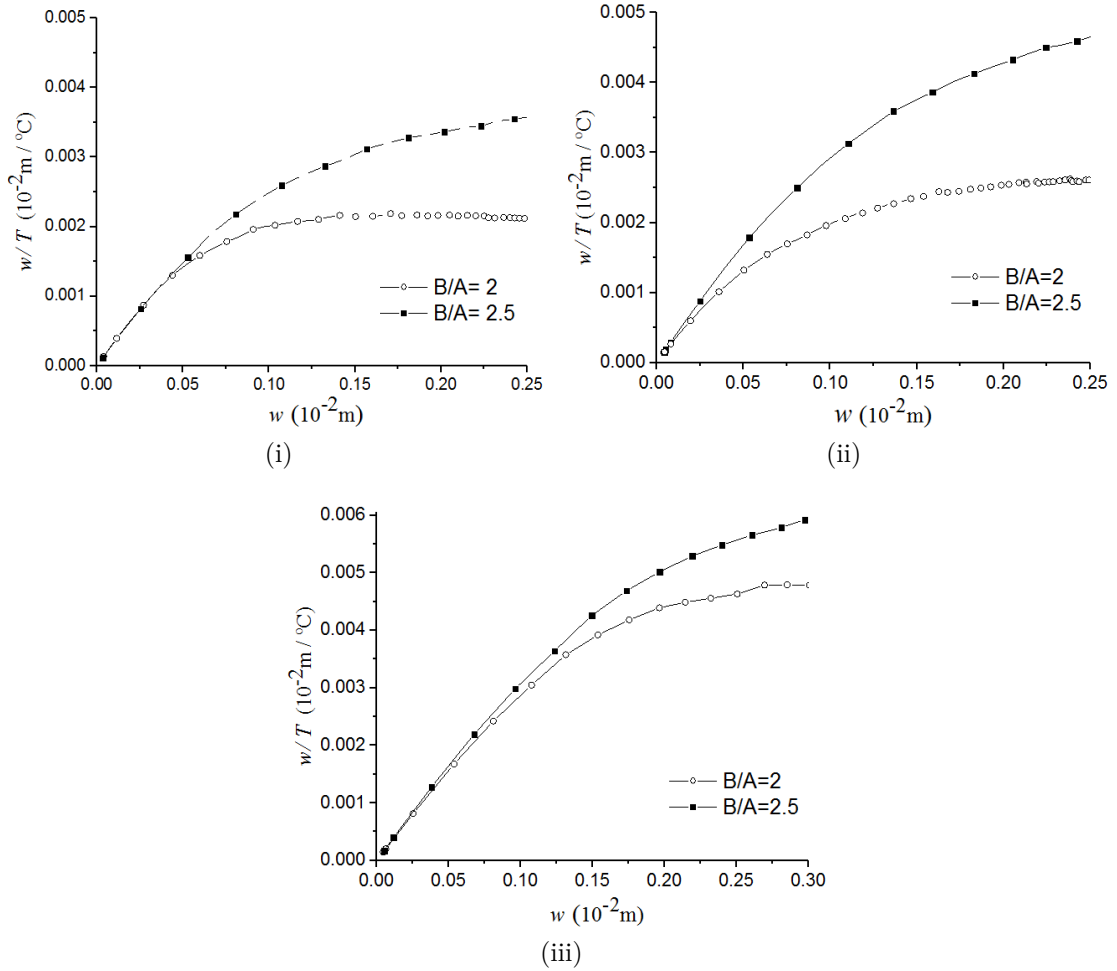 0.005
0.004
0.003
0.002
0.001
0.000
w/T (10⁻²m / °C)
0.00 0.05 0.10 0.15 0.20 0.25
w (10⁻²m)
B/A= 2
B/A= 2.5
(i)
0.005
0.004
0.003
0.002
0.001
0.000
w/T (10⁻²m / °C)
0.00 0.05 0.10 0.15 0.20 0.25
w (10⁻²m)
B/A=2
B/A=2.5
(ii)
0.006
0.005
0.004
0.003
0.002
0.001
0.000
w/T (10⁻²m / °C)
0.00 0.05 0.10 0.15 0.20 0.25 0.30
w (10⁻²m)
B/A=2
B/A=2.5
(iii)